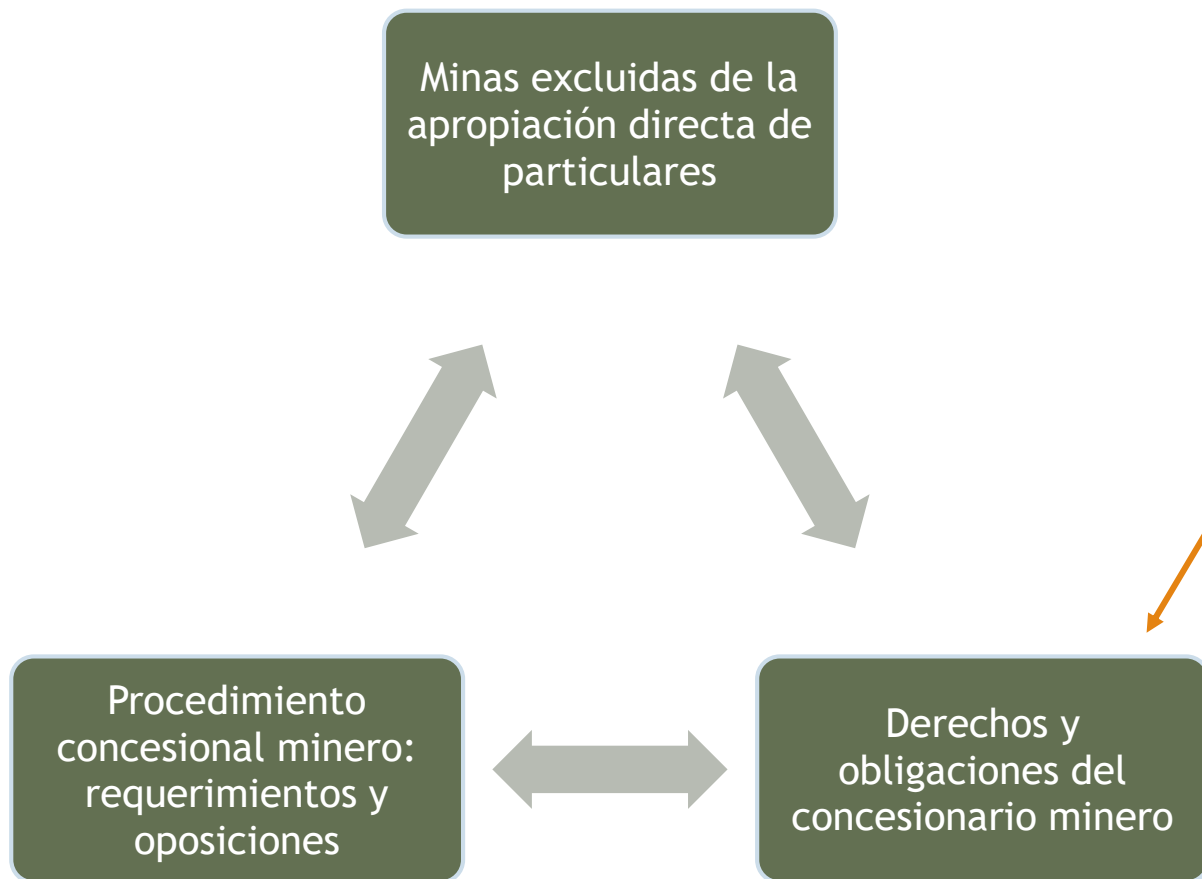 Minas excluidas de la
apropiación directa de
particulares
Procedimiento
concesional minero:
requerimientos y
oposiciones
Derechos y
obligaciones del
concesionario minero